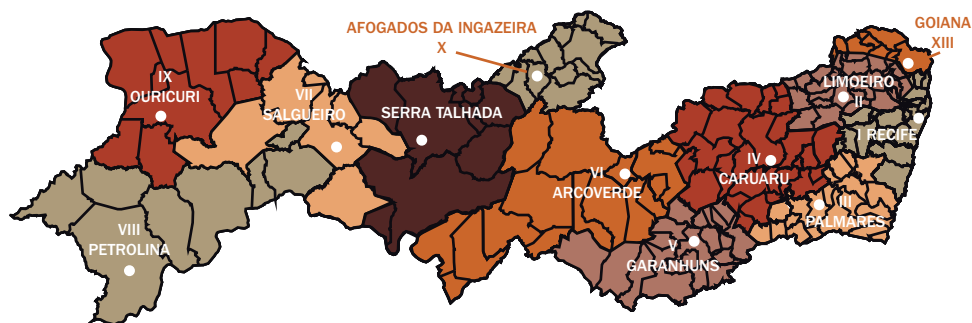 AFOGADOS DA INGAZEIRA
X
GOIANA
XIII
IX
OURICURI
VII
SALGUEIRO
SERRA TALHADA
LIMOEIRO
II
I RECIFE
IV
CARUARU
VI
ARCOVERDE
III
PALMARES
VIII
PETROLINA
V
GARANHUNS